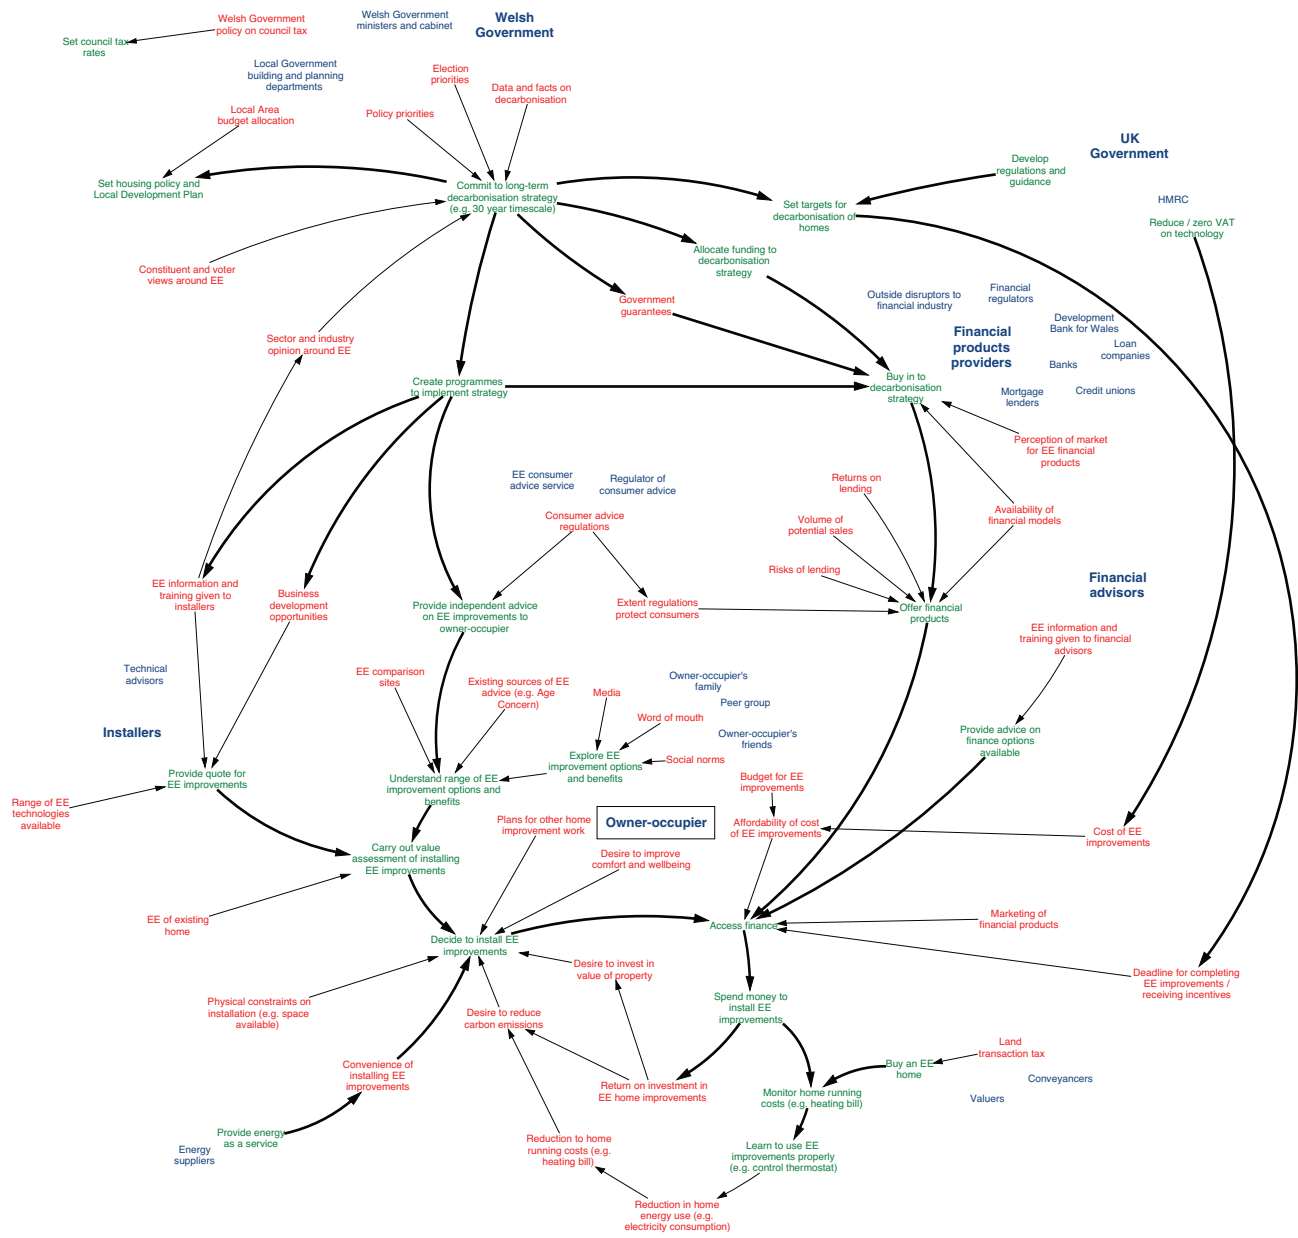 Welsh Government
policy on council tax
Set council tax
rates
Welsh Government
ministers and cabinet
Welsh
Government
Local Government
building and planning
departments
Election
priorities
Data and facts on
decarbonisation
Local Area
budget allocation
Policy priorities
UK
Government
Set housing policy and
Local Development Plan
Commit to long-term
decarbonisation strategy
(e.g. 30 year timescale)
Develop
regulations and
guidance
Set targets for
decarbonisation of
homes
HMRC
Reduce / zero VAT
on technology
Allocate funding to
decarbonisation
strategy
Constituent and voter
views around EE
Government
guarantees
Outside disruptors to
financial industry
Financial
regulators
Development
Bank for Wales
Financial
products
providers
Loan
companies
Banks
Sector and industry
opinion around EE
Create programmes
to implement strategy
Buy in to
decarbonisation
strategy
Mortgage
lenders
Credit unions
Perception of market
for EE financial
products
EE consumer
advice service
Regulator of
consumer advice
Returns on
lending
Consumer advice
regulations
Volume of
potential sales
Availability of
financial models
Risks of lending
EE information and
training given to
installers
Business
development
opportunities
Provide independent advice
on EE improvements to
owner-occupier
Extent regulations
protect consumers
Offer financial
products
Financial
advisors
EE information and
training given to financial
advisors
Technical
advisors
EE comparison
sites
Existing sources of EE
advice (e.g. Age
Concern)
Media
Owner-occupier's
family
Peer group
Word of mouth
Owner-occupier's
friends
Installers
Provide advice on
finance options
available
Provide quote for
EE improvements
Understand range of EE
improvement options and
benefits
Explore EE
improvement options
and benefits
Social norms
Budget for EE
improvements
Range of EE
technologies
available
Plans for other home
improvement work
Owner-occupier
Affordability of cost
of EE improvements
Cost of EE
improvements
Carry out value
assessment of installing
EE improvements
Desire to improve
comfort and wellbeing
EE of existing
home
Decide to install EE
improvements
Access finance
Marketing of
financial products
Desire to invest in
value of property
Deadline for completing
EE improvements /
receiving incentives
Physical constraints on
installation (e.g. space
available)
Desire to reduce
carbon emissions
Spend money to
install EE
improvements
Land
transaction tax
Convenience of
installing EE
improvements
Return on investment in
EE home improvements
Buy an EE
home
Conveyancers
Monitor home running
costs (e.g. heating bill)
Valuers
Provide energy
as a service
Energy
suppliers
Reduction to home
running costs (e.g.
heating bill)
Learn to use EE
improvements properly
(e.g. control thermostat)
Reduction in home
energy use (e.g.
electricity consumption)